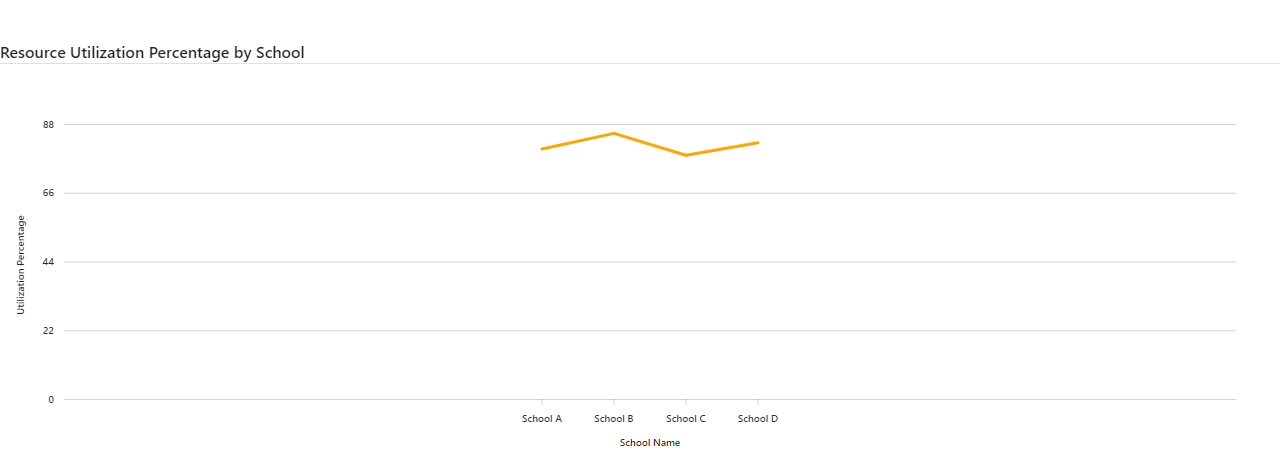 Resource Utilization Percentage by School
88
66
44
22
0
Utilization Percentage
School A School B School C School D
School Name